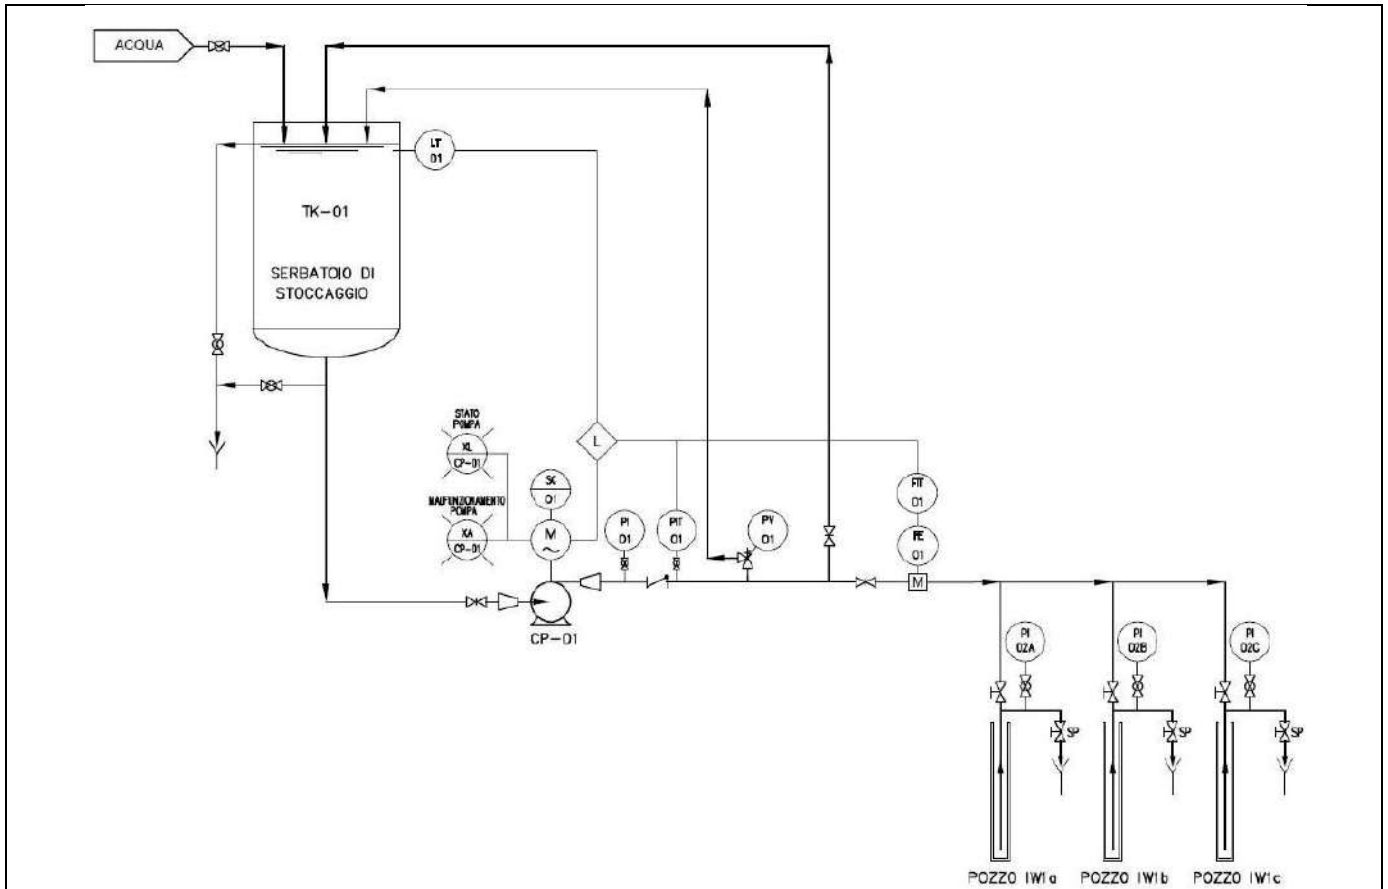 ACQUA
LT
01
TK-01
SERBATOIO DI
STOCCAGGIO
STATO
POMPA
XL
CP-01
L
SC
01
FIT
01
MALFUNZIONAMENTO
POMPA
XA
CP-01
M
PI
01
PIT
01
PV
01
FE
01
M
CP-01
PI
02A
PI
02B
PI
02C
SP
SP
SP
POZZO IW1a
POZZO IW1b
POZZO IW1c